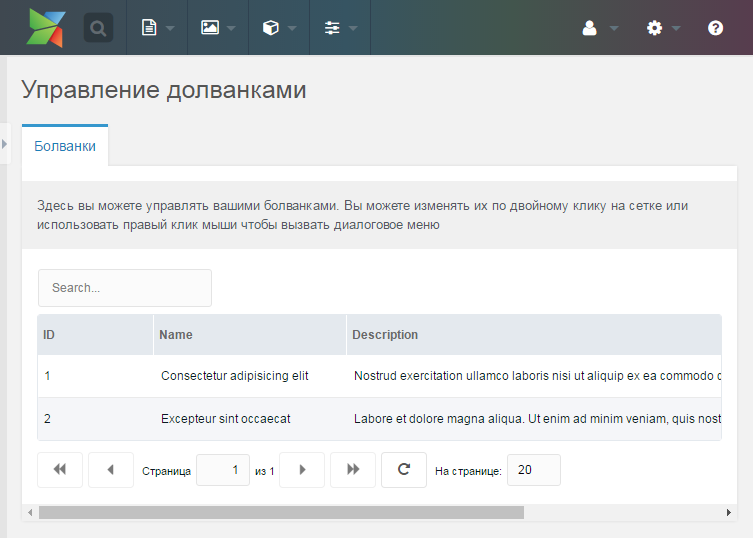 Управление долванками
Болванки
Здесь вы можете управлять вашими болванками. Вы можете изменять их по двойному клику на сетке или
использовать правый клик мыши чтобы вызвать диалоговое меню
Search...
ID Name Description
1 Consectetur adipisicing elit Nostrud exercitation ullamco laboris nisi ut aliquip ex ea commodo
2 Excepteur sint occaecat Labore et dolore magna aliqua. Ut enim ad minim veniam, quis nost
Страница 1 из 1 На странице: 20